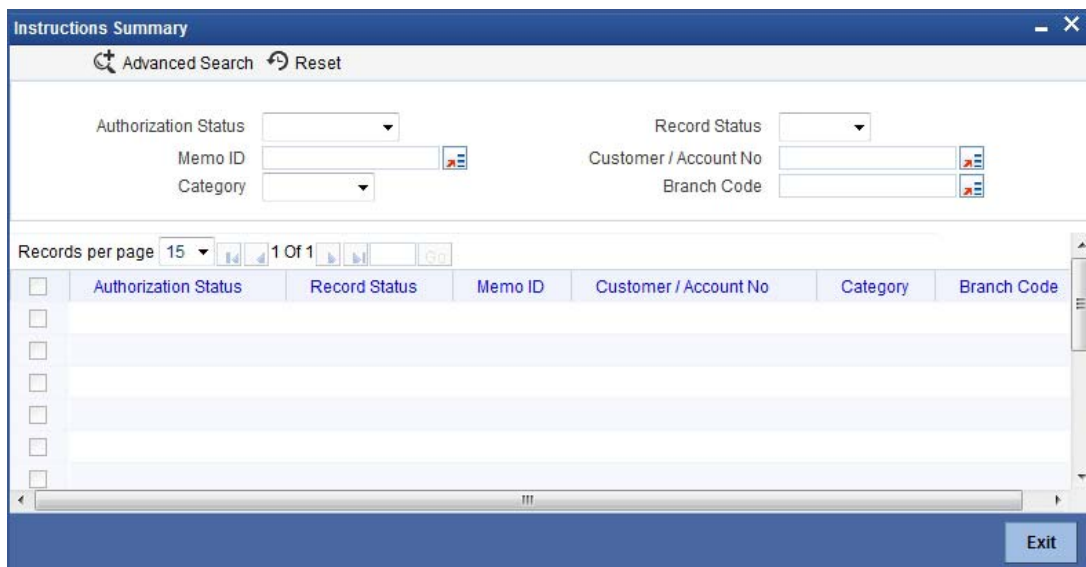 Instructions Summary
Advanced Search Reset
Authorization Status Record Status
Memo ID Customer / Account No
Category Branch Code
Records per page 15 1 Of 1 Go
Authorization Status Record Status Memo ID Customer / Account No Category Branch Code
Exit